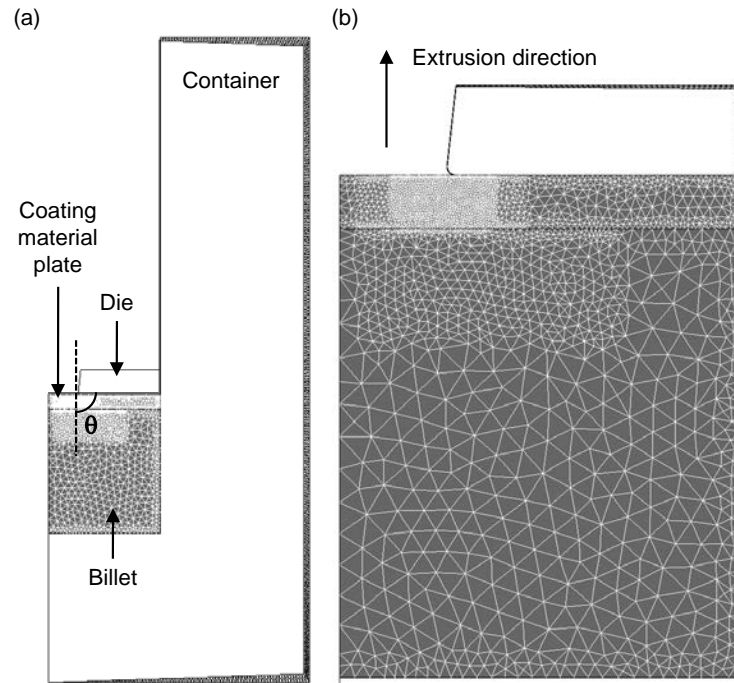 (a)
(b)
Container
Extrusion direction
Coating
material
plate
Die
θ
Billet